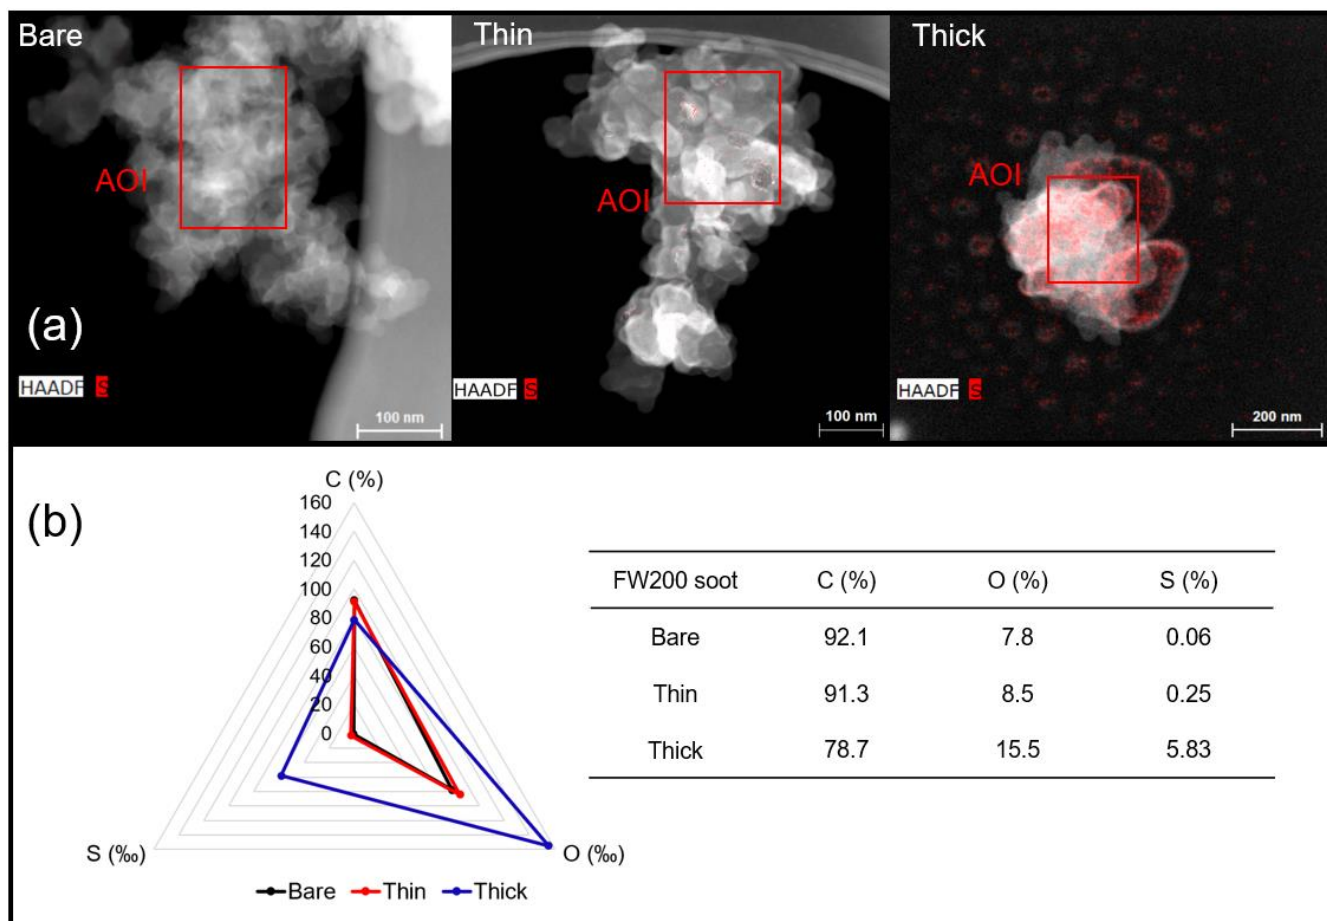 Bare
Thin
Thick
AOI
AOI
AOI
(a)
HAADF S
HAADF S
HAADF S
100 nm
100 nm
200 nm
(b)
C (%)
160
140
120
100
80
60
40
20
0
S (‰)
O (‰)
Bare Thin Thick
FW200 soot C (%) O (%) S (%)
Bare 92.1 7.8 0.06
Thin 91.3 8.5 0.25
Thick 78.7 15.5 5.83